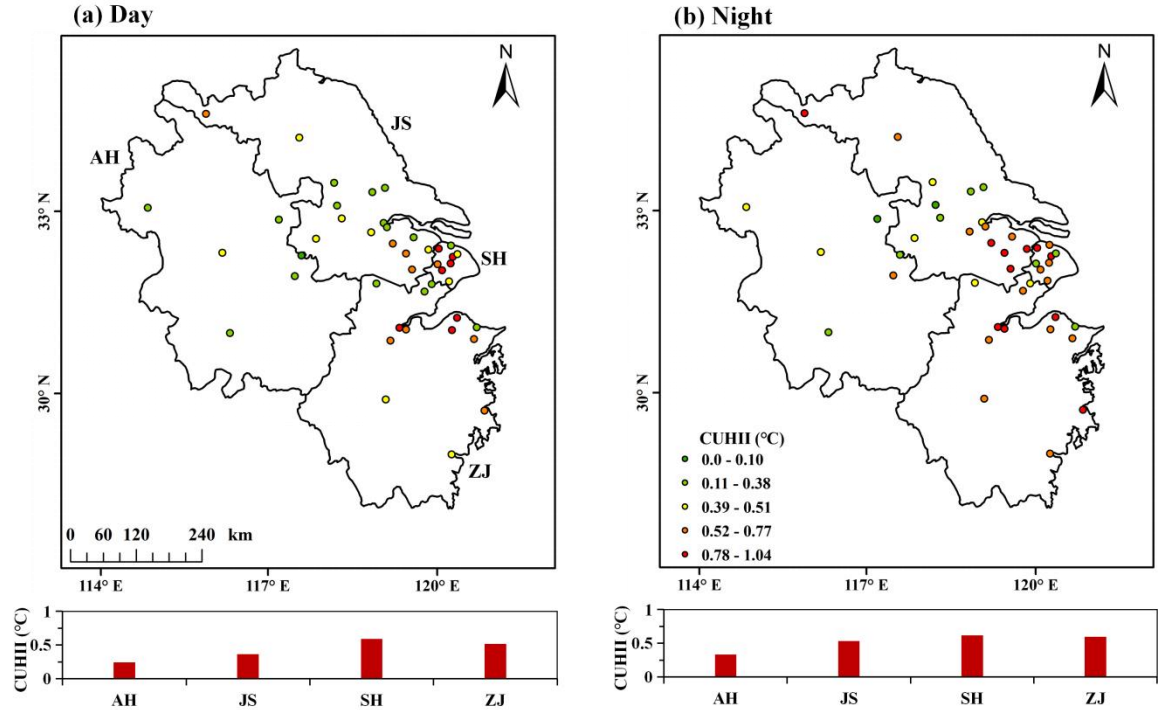 (a) Day
N
JS
AH
SH
ZJ
33° N
30° N
0 60 120 240 km
114° E 117° E 120° E
CUHII (°C)
1
0.5
0
AH JS SH ZJ
(b) Night
N
33° N
30° N
CUHII (°C)
0.0 - 0.10
0.11 - 0.38
0.39 - 0.51
0.52 - 0.77
0.78 - 1.04
114° E 117° E 120° E
CUHII (°C)
1
0.5
0
AH JS SH ZJ